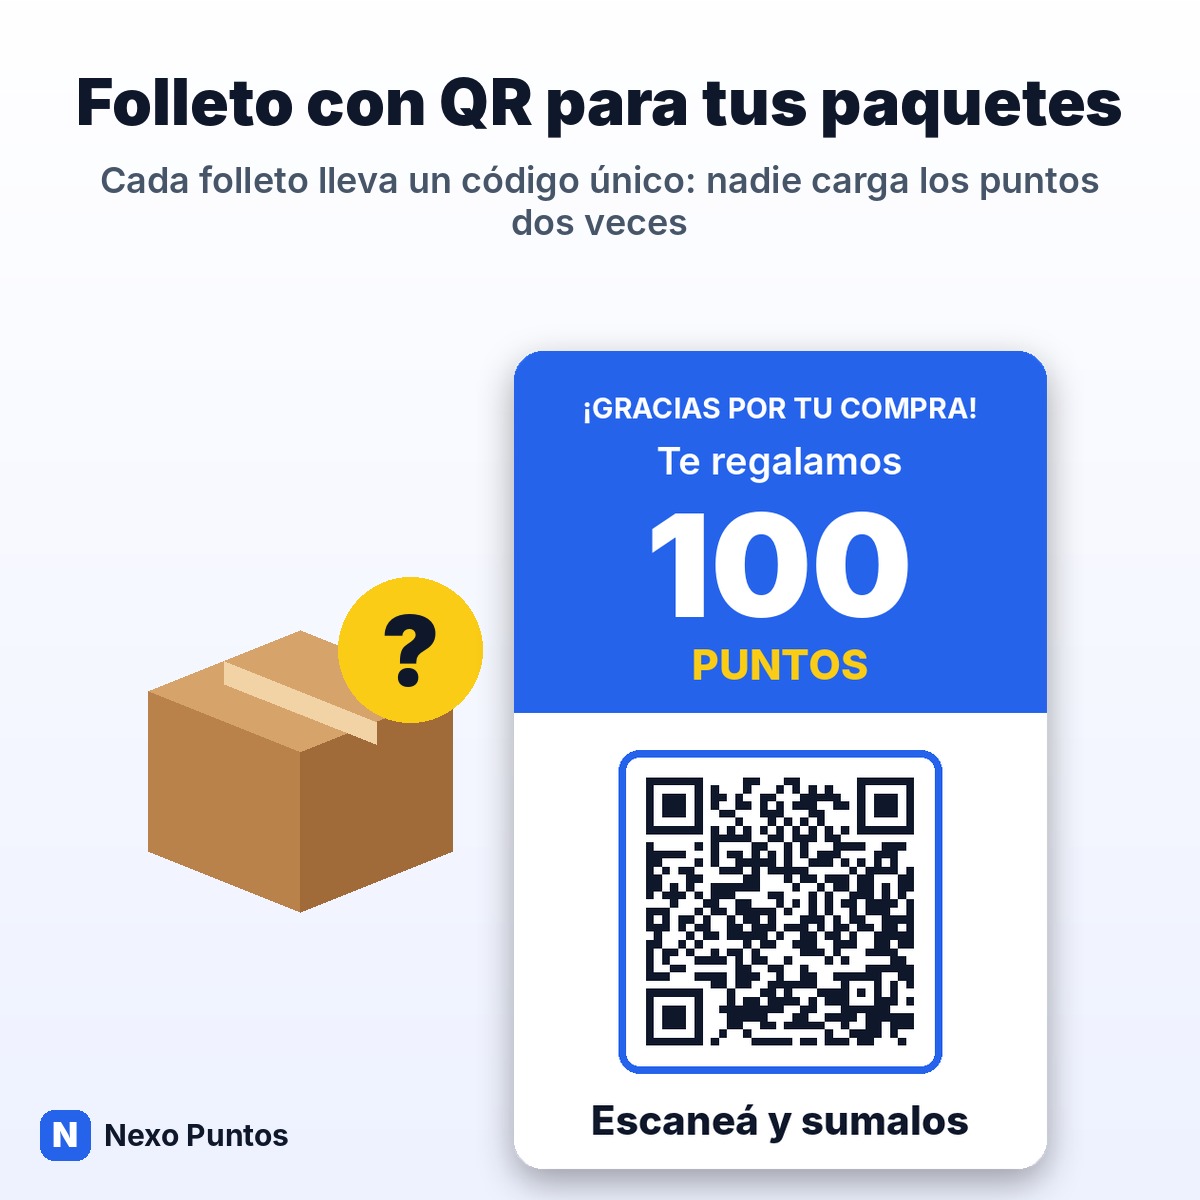 Folleto con QR para tus paquetes
Cada folleto lleva un código único: nadie carga los puntos
dos veces
¡GRACIAS POR TU COMPRA!
Te regalamos
100
PUNTOS
?
Escaneá y sumalos
N Nexo Puntos